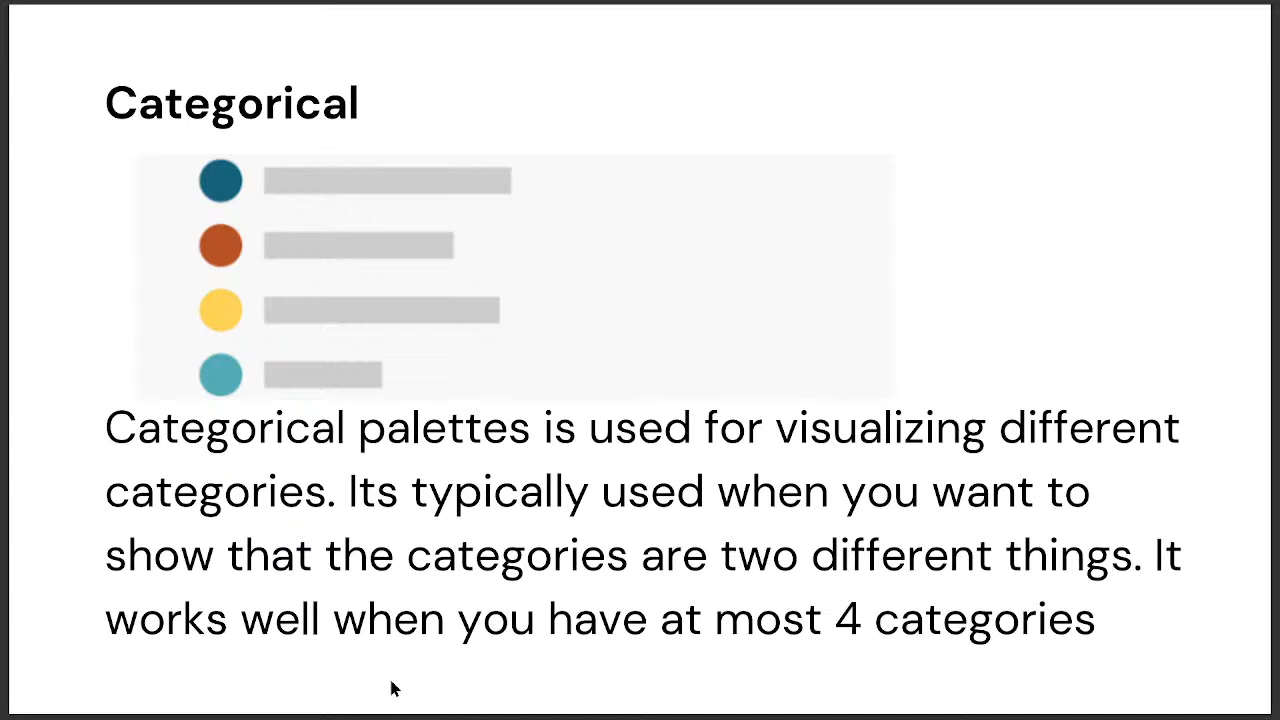 Categorical
Categorical palettes is used for visualizing different
categories. Its typically used when you want to
show that the categories are two different things. It
works well when you have at most 4 categories